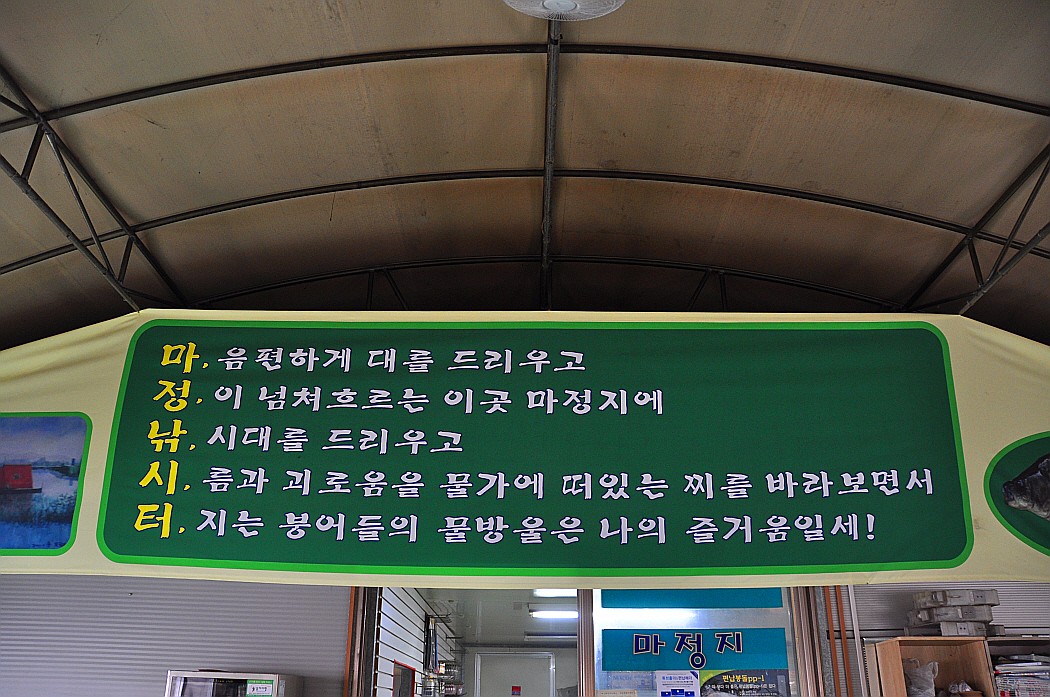 마. 음편하게 대를 드리우고
정. 이 넘쳐흐르는 이곳 마정지에
낚. 시대를 드리우고
시. 름과 괴로움을 물가에 떠있는 찌를 바라보면서
터. 지는 붕어들의 물방울은 나의 즐거움일세!
마정지